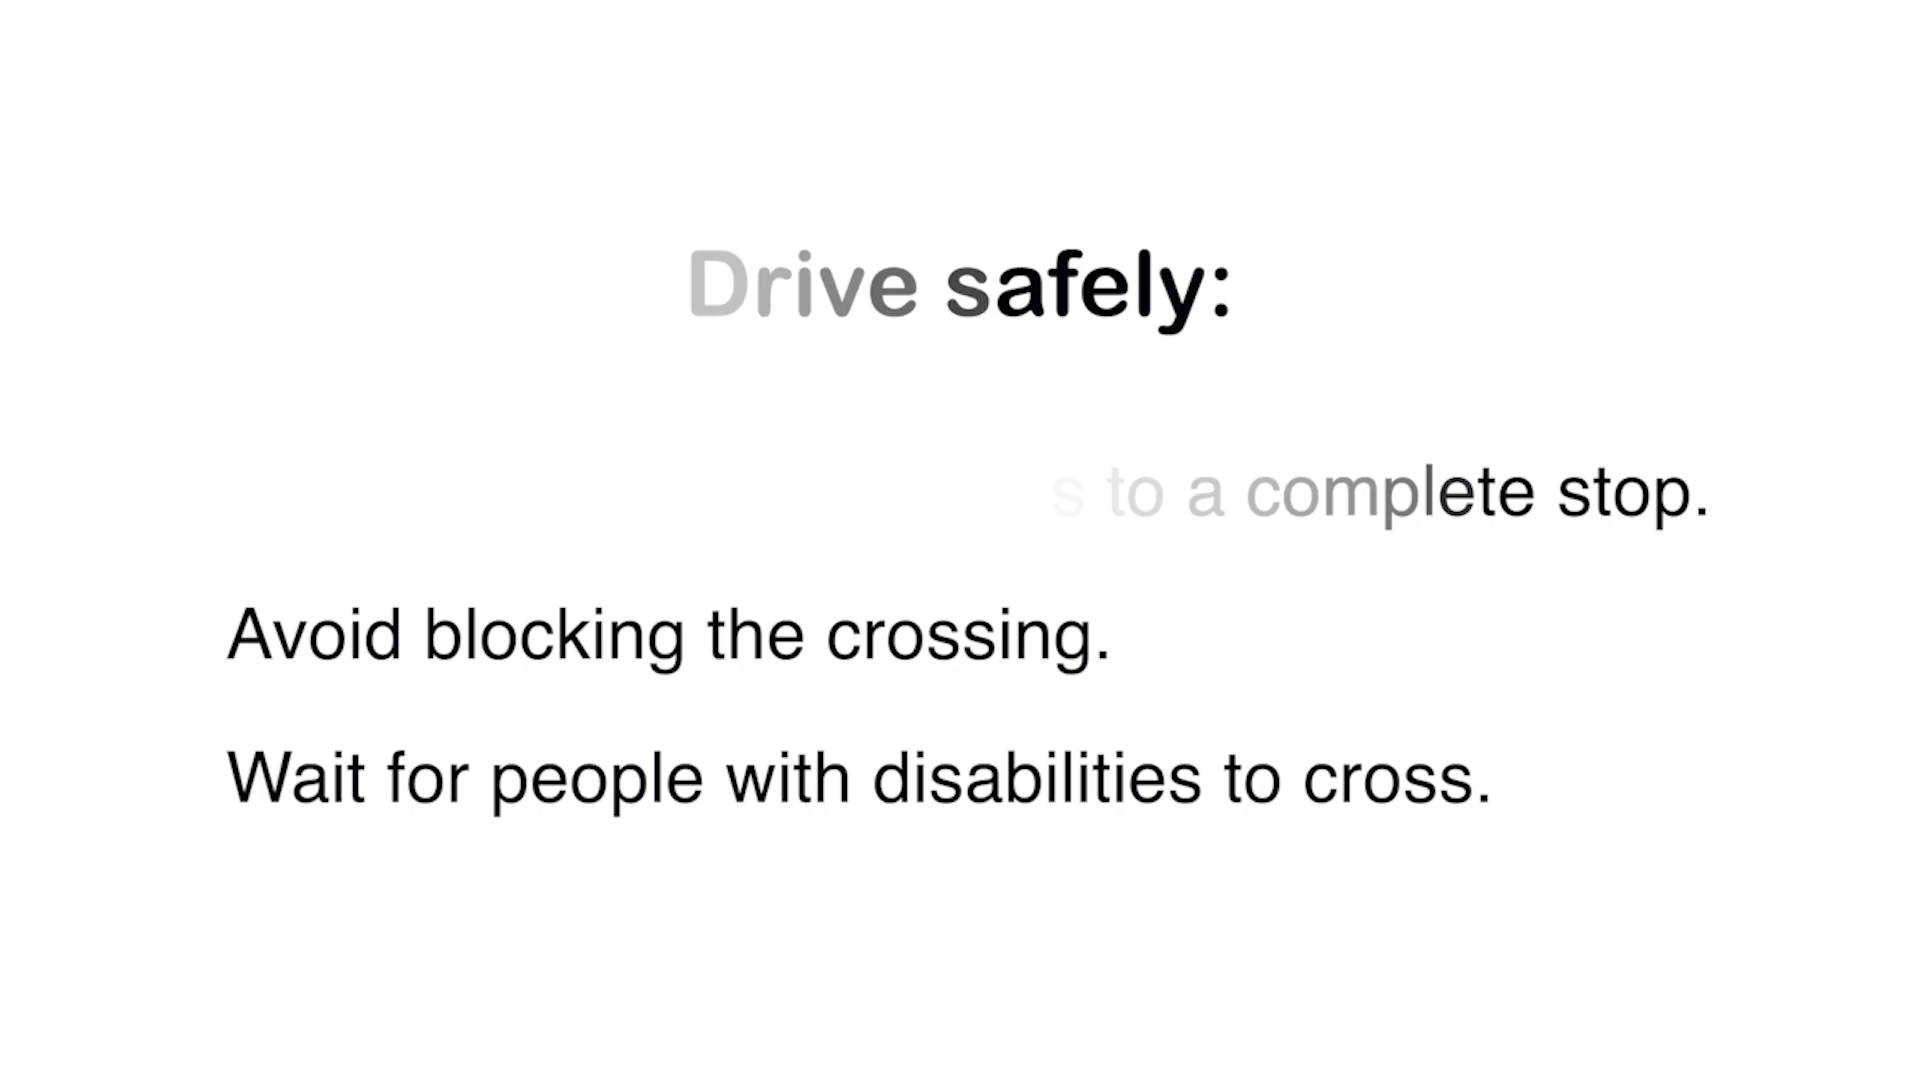 Drive safely:
to a complete stop.
Avoid blocking the crossing.
Wait for people with disabilities to cross.